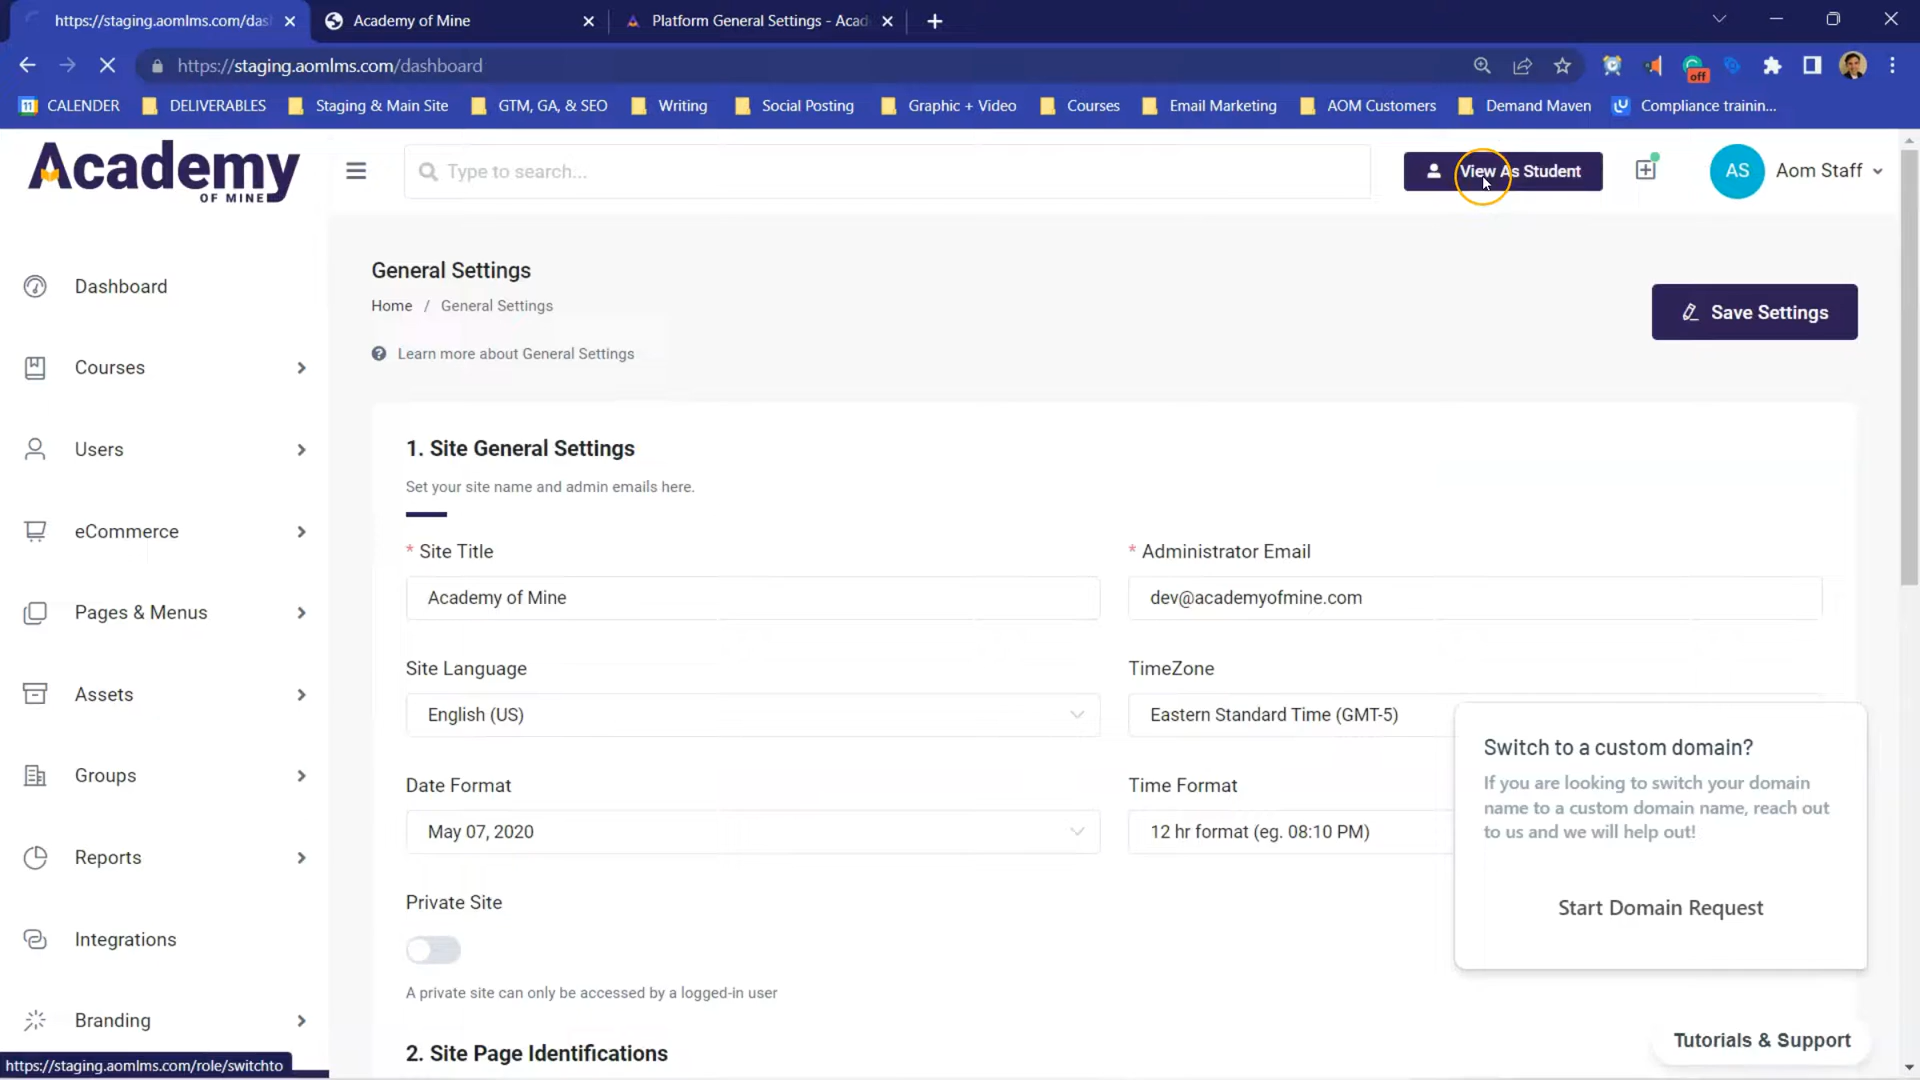 https://staging.aomlms.com/das
Academy of Mine
Platform General Settings - Acad
https://staging.aomlms.com/dashboard
off
11 CALENDER
DELIVERABLES
Staging & Main Site
GTM, GA, & SEO
Writing
Social Posting
Graphic + Video
Courses
Email Marketing
AOM Customers
Demand Maven
Compliance trainin...
Academy
OF MINE
Type to search...
View As Student
AS
Aom Staff
Dashboard
Courses
Users
eCommerce
Pages & Menus
Assets
Groups
Reports
Integrations
Branding
General Settings
Home / General Settings
Learn more about General Settings
Save Settings
1. Site General Settings
Set your site name and admin emails here.
* Site Title
Academy of Mine
* Administrator Email
dev@academyofmine.com
Site Language
English (US)
TimeZone
Eastern Standard Time (GMT-5)
Date Format
May 07, 2020
Time Format
12 hr format (eg. 08:10 PM)
Private Site
A private site can only be accessed by a logged-in user
2. Site Page Identifications
Switch to a custom domain?
If you are looking to switch your domain
name to a custom domain name, reach out
to us and we will help out!
Start Domain Request
Tutorials & Support
https://staging.aomlms.com/role/switchto